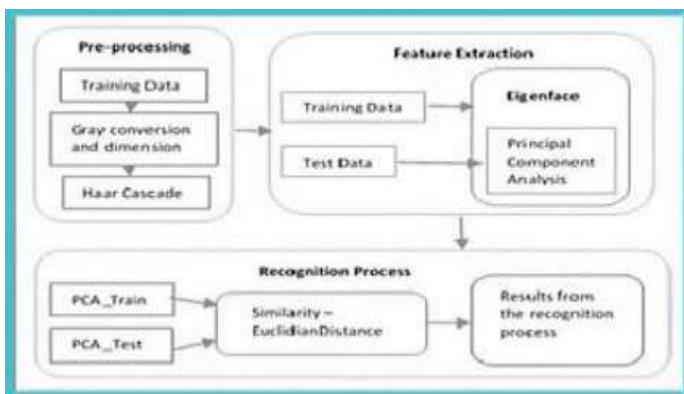 Pre-processing
Training Data
Gray conversion
and dimension
Haar Cascade
Feature Extraction
Training Data
Test Data
Eigenface
Principal
Component
Analysis
Recognition Process
PCA_Train
PCA_Test
Similarity –
EuclidianDistance
Results from
the recognition
process